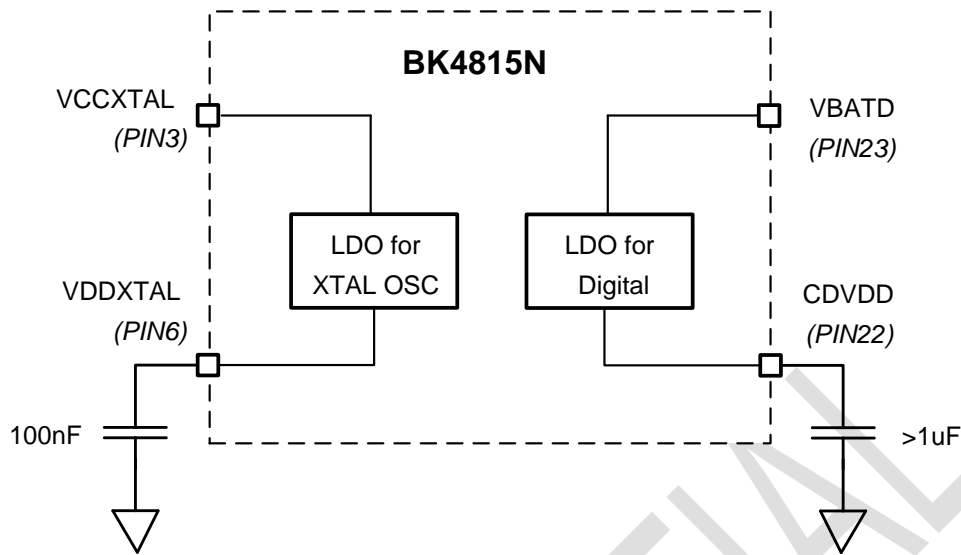 BK4815N
VCCXTAL
(PIN3)
VBATD
(PIN23)
LDO for
XTAL OSC
LDO for
Digital
VDDXTAL
(PIN6)
CDVDD
(PIN22)
100nF
>1uF